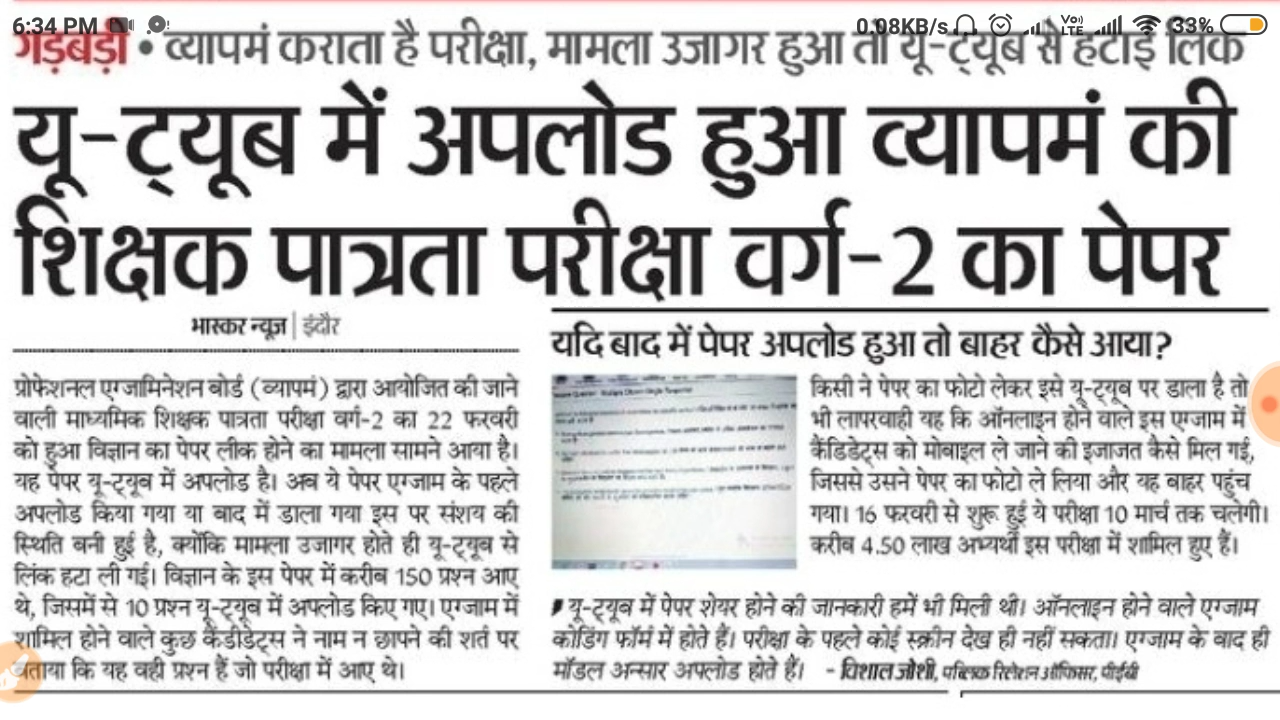 6:34 PM
0.08KB/s
Vo) LTE
33%
गड़बड़ी • व्यापमं कराता है परीक्षा, मामला उजागर हुआ तो यू-ट्यूब से हटाई लिंक
यू-ट्यूब में अपलोड हुआ व्यापमं की
शिक्षक पात्रता परीक्षा वर्ग-2 का पेपर
भास्कर न्यूज | इंदौर
प्रोफेशनल एग्जामिनेशन बोर्ड (व्यापमं) द्वारा आयोजित की जाने
वाली माध्यमिक शिक्षक पात्रता परीक्षा वर्ग-2 का 22 फरवरी
को हुआ विज्ञान का पेपर लीक होने का मामला सामने आया है।
यह पेपर यू-ट्यूब में अपलोड है। अब ये पेपर एग्जाम के पहले
अपलोड किया गया या बाद में डाला गया इस पर संशय की
स्थिति बनी हुई है, क्योंकि मामला उजागर होते ही यू-ट्यूब से
लिंक हटा ली गई। विज्ञान के इस पेपर में करीब 150 प्रश्न आए
थे, जिसमें से 10 प्रश्न यू-ट्यूब में अपलोड किए गए। एग्जाम में
शामिल होने वाले कुछ कैंडीडेट्स ने नाम न छापने की शर्त पर
बताया कि यह वही प्रश्न हैं जो परीक्षा में आए थे।
यदि बाद में पेपर अपलोड हुआ तो बाहर कैसे आया?
किसी ने पेपर का फोटो लेकर इसे यू-ट्यूब पर डाला है तो
भी लापरवाही यह कि ऑनलाइन होने वाले इस एग्जाम में
कैंडिडेट्स को मोबाइल ले जाने की इजाजत कैसे मिल गई,
जिससे उसने पेपर का फोटो ले लिया और यह बाहर पहुंच
गया। 16 फरवरी से शुरू हुई ये परीक्षा 10 मार्च तक चलेगी।
करीब 4.50 लाख अभ्यर्थी इस परीक्षा में शामिल हुए हैं।
यू-ट्यूब में पेपर शेयर होने की जानकारी हमें भी मिली थी। ऑनलाइन होने वाले एग्जाम
कोडिंग फॉर्म में होते हैं। परीक्षा के पहले कोई स्क्रीन देख ही नहीं सकता। एग्जाम के बाद ही
मॉडल अन्सार अपलोड होते हैं। - विशाल जोशी, पब्लिक रिलेशन ऑफिसर, पीईबी